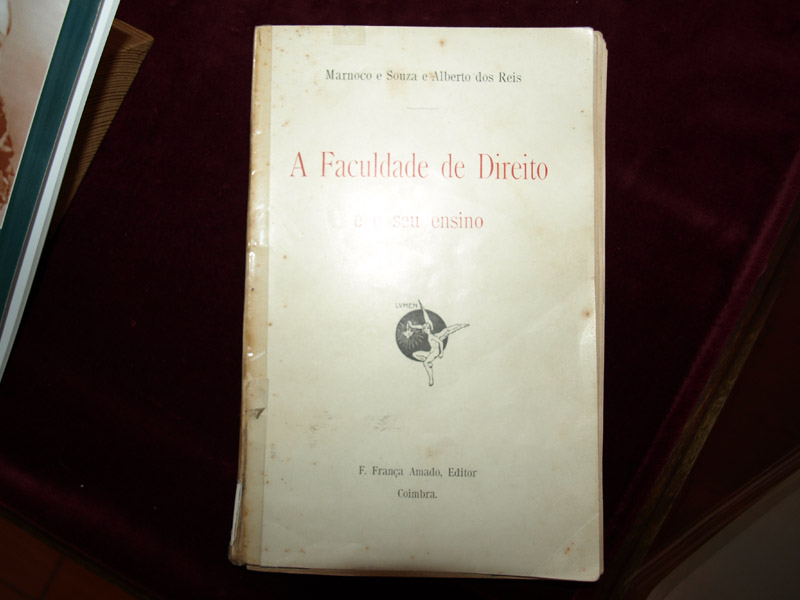 Marnoco e Souza e Alberto dos Reis
A Faculdade de Direito
e o seu ensino
LVMEN
F. França Amado, Editor
Coimbra.